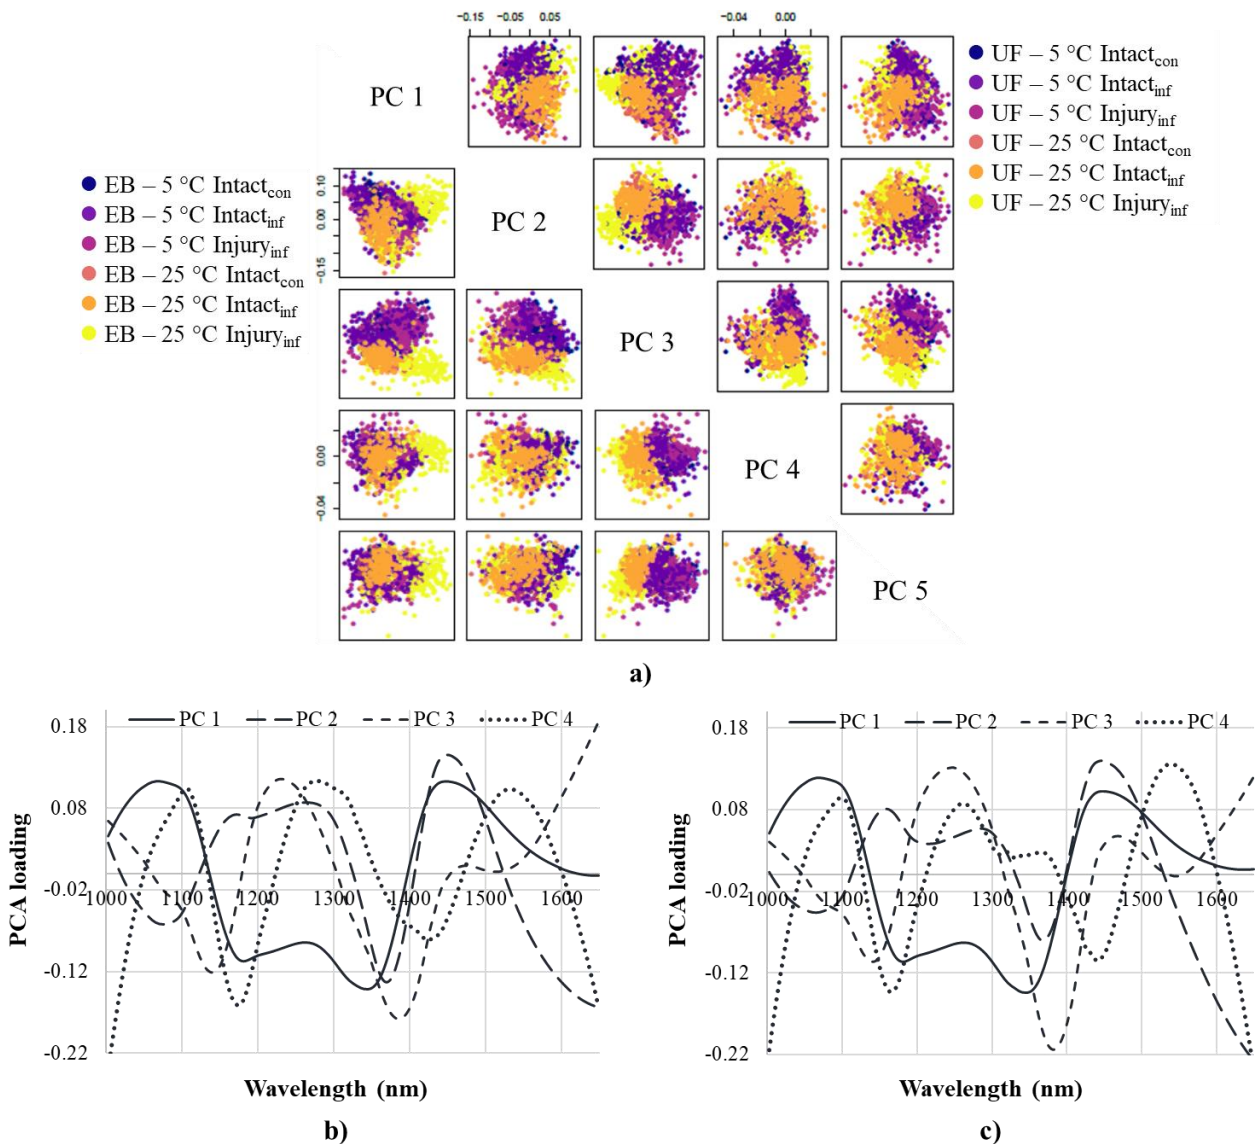 −0.15 −0.05 0.05
−0.04 0.00
PC 1
UF – 5 °C Intactcon
UF – 5 °C Intactinf
UF – 5 °C Injuryinf
UF – 25 °C Intactcon
UF – 25 °C Intactinf
UF – 25 °C Injuryinf
EB – 5 °C Intactcon
EB – 5 °C Intactinf
EB – 5 °C Injuryinf
EB – 25 °C Intactcon
EB – 25 °C Intactinf
EB – 25 °C Injuryinf
0.10
0.00
−0.15
PC 2
PC 3
0.00
−0.04
PC 4
PC 5
a)
PC 1 PC 2 PC 3 PC 4
0.18
0.08
-0.02
-0.12
-0.22
PCA loading
1000 1100 1200 1300 1400 1500 1600
Wavelength (nm)
b)
PC 1 PC 2 PC 3 PC 4
0.18
0.08
-0.02
-0.12
-0.22
PCA loading
1000 1100 1200 1300 1400 1500 1600
Wavelength (nm)
c)